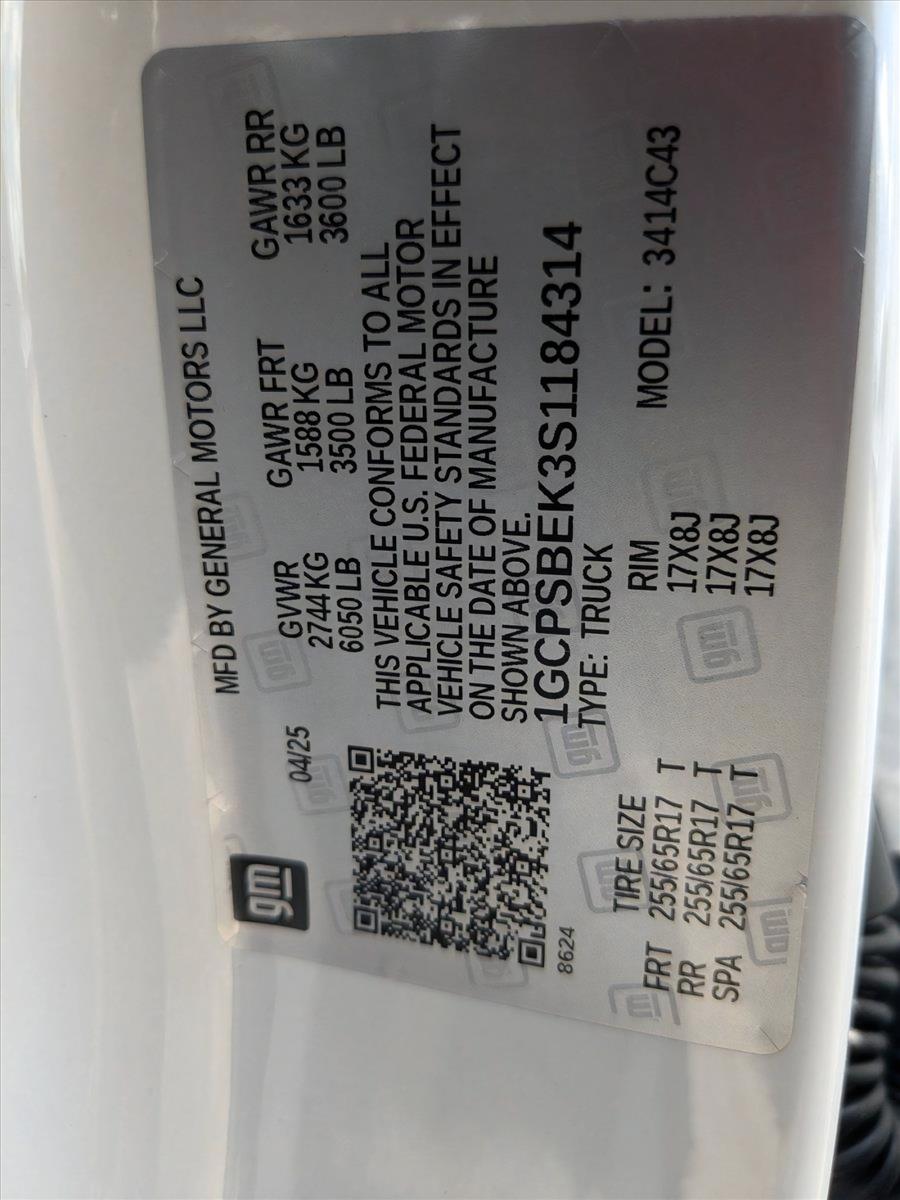 gm
MFD BY GENERAL MOTORS LLC
04/25
GVWR GAWR FRT GAWR RR
2744KG 1588 KG 1633 KG
6050 LB 3500 LB 3600 LB
THIS VEHICLE CONFORMS TO ALL
APPLICABLE U.S. FEDERAL MOTOR
VEHICLE SAFETY STANDARDS IN EFFECT
ON THE DATE OF MANUFACTURE
SHOWN ABOVE.
1GCPSBEK3S1184314
8624
TYPE: TRUCK
TIRE SIZE RIM MODEL: 3414C43
FRT 255/65R17 T 17X8J
RR 255/65R17 T 17X8J
SPA 255/65R17 T 17X8J